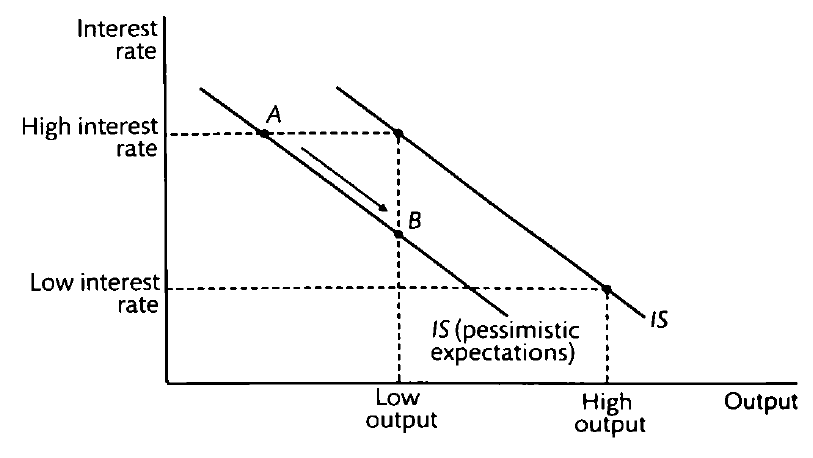 Interest
rate
A
High interest
rate
B
Low interest
rate
IS
IS (pessimistic
expectations)
Low
output
High
output
Output